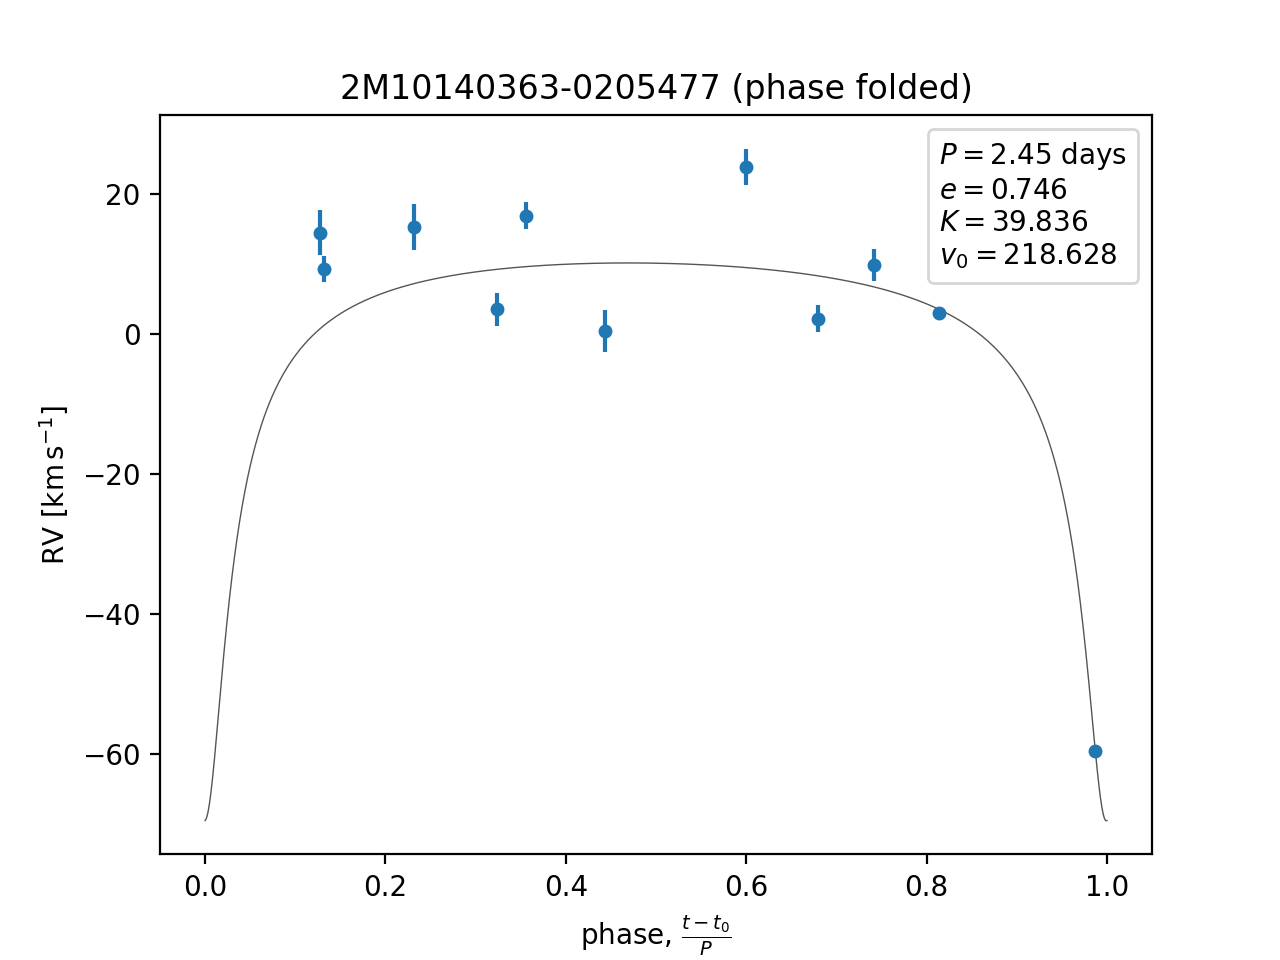 2M10140363-0205477 (phase folded)
P = 2.45 days
e = 0.746
K = 39.836
v₀ = 218.628
20
0
−20
−40
−60
RV [km s⁻¹]
0.0 0.2 0.4 0.6 0.8 1.0
phase, (t − t₀)/P